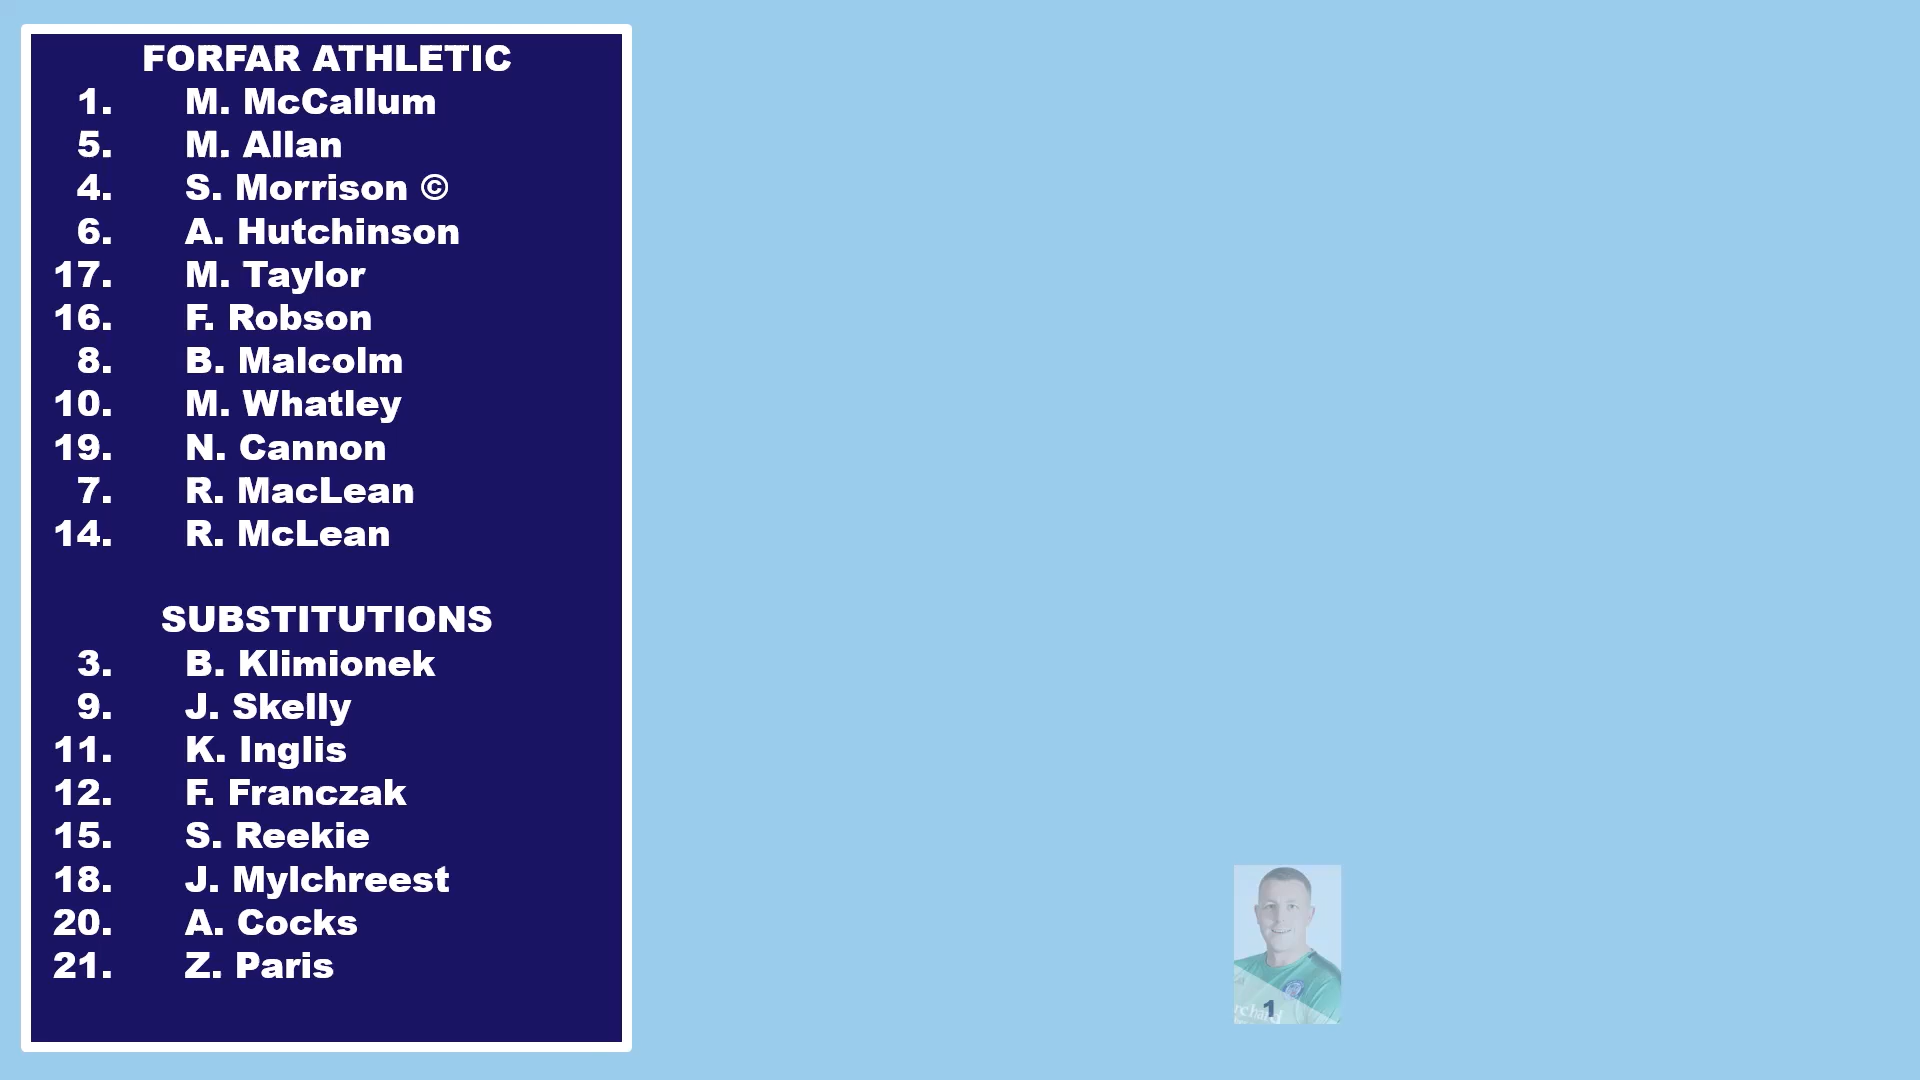 FORFAR ATHLETIC
1. M. McCallum
5. M. Allan
4. S. Morrison ©
6. A. Hutchinson
17. M. Taylor
16. F. Robson
8. B. Malcolm
10. M. Whatley
19. N. Cannon
7. R. MacLean
14. R. McLean
SUBSTITUTIONS
3. B. Klimionek
9. J. Skelly
11. K. Inglis
12. F. Franczak
15. S. Reekie
18. J. Mylchreest
20. A. Cocks
21. Z. Paris
1